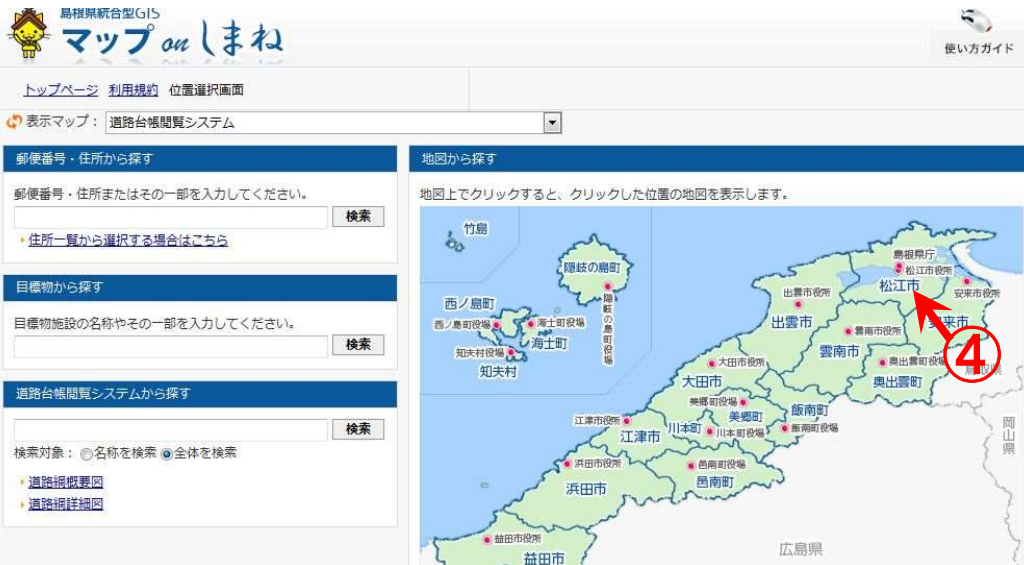 島根県統合型GIS
マップ on しまね
使い方ガイド
トップページ 利用規約 位置選択画面
表示マップ： 道路台帳閲覧システム
郵便番号・住所から探す
郵便番号・住所またはその一部を入力してください。
検索
住所一覧から選択する場合はこちら
目標物から探す
目標物施設の名称やその一部を入力してください。
検索
道路台帳閲覧システムから探す
検索
検索対象： 名称を検索 全体を検索
道路網概要図
道路網詳細図
地図から探す
地図上でクリックすると、クリックした位置の地図を表示します。
竹島
隠岐の島町
隠岐の島町役場
西ノ島町
西ノ島町役場
海士町役場
海士町
知夫村役場
知夫村
島根県庁
松江市役所
松江市
安来市役所
安来市
出雲市役所
出雲市
雲南市役所
雲南市
奥出雲町役場
奥出雲町
④
鳥取県
大田市役所
大田市
美郷町役場
美郷町
飯南町
飯南町役場
江津市役所
江津市
川本町
川本町役場
岡山県
浜田市役所
浜田市
邑南町役場
邑南町
益田市役所
益田市
広島県